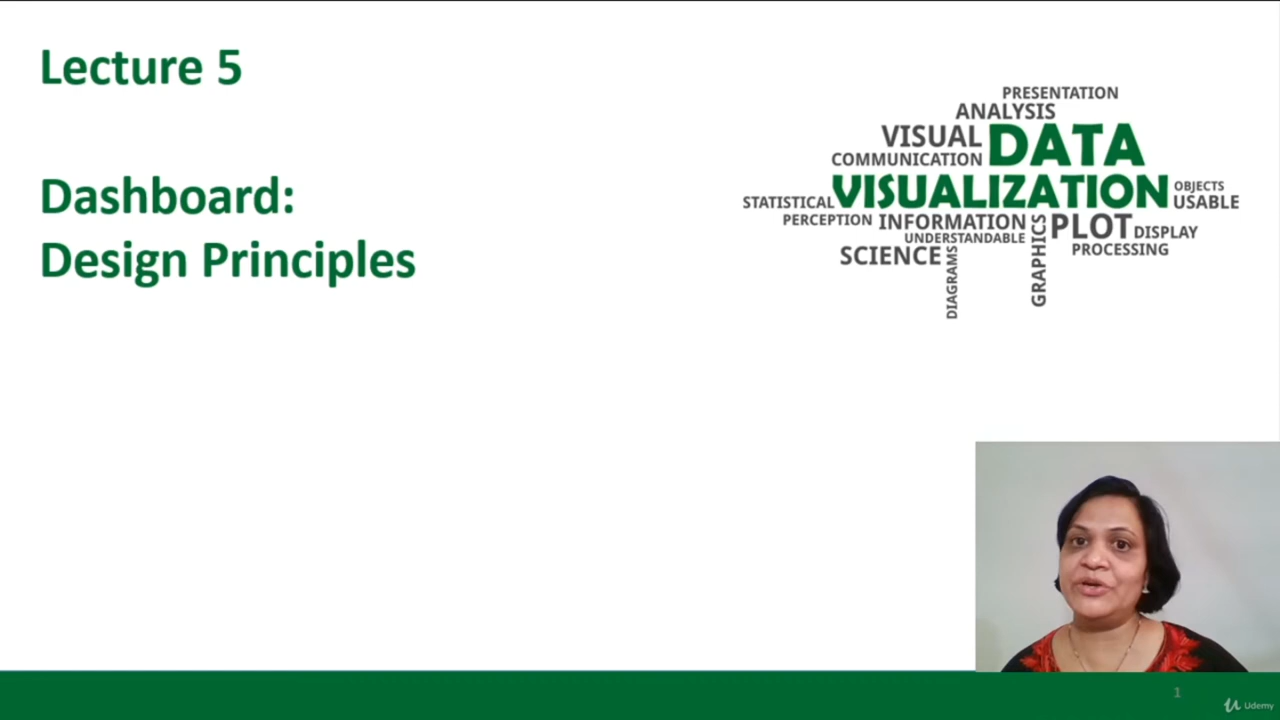 Lecture 5
Dashboard:
Design Principles
PRESENTATION
ANALYSIS
VISUAL DATA
COMMUNICATION
STATISTICAL VISUALIZATION OBJECTS
USABLE
PERCEPTION INFORMATION PLOT DISPLAY
UNDERSTANDABLE
SCIENCE PROCESSING
DIAGRAMS
GRAPHICS
1
Udemy